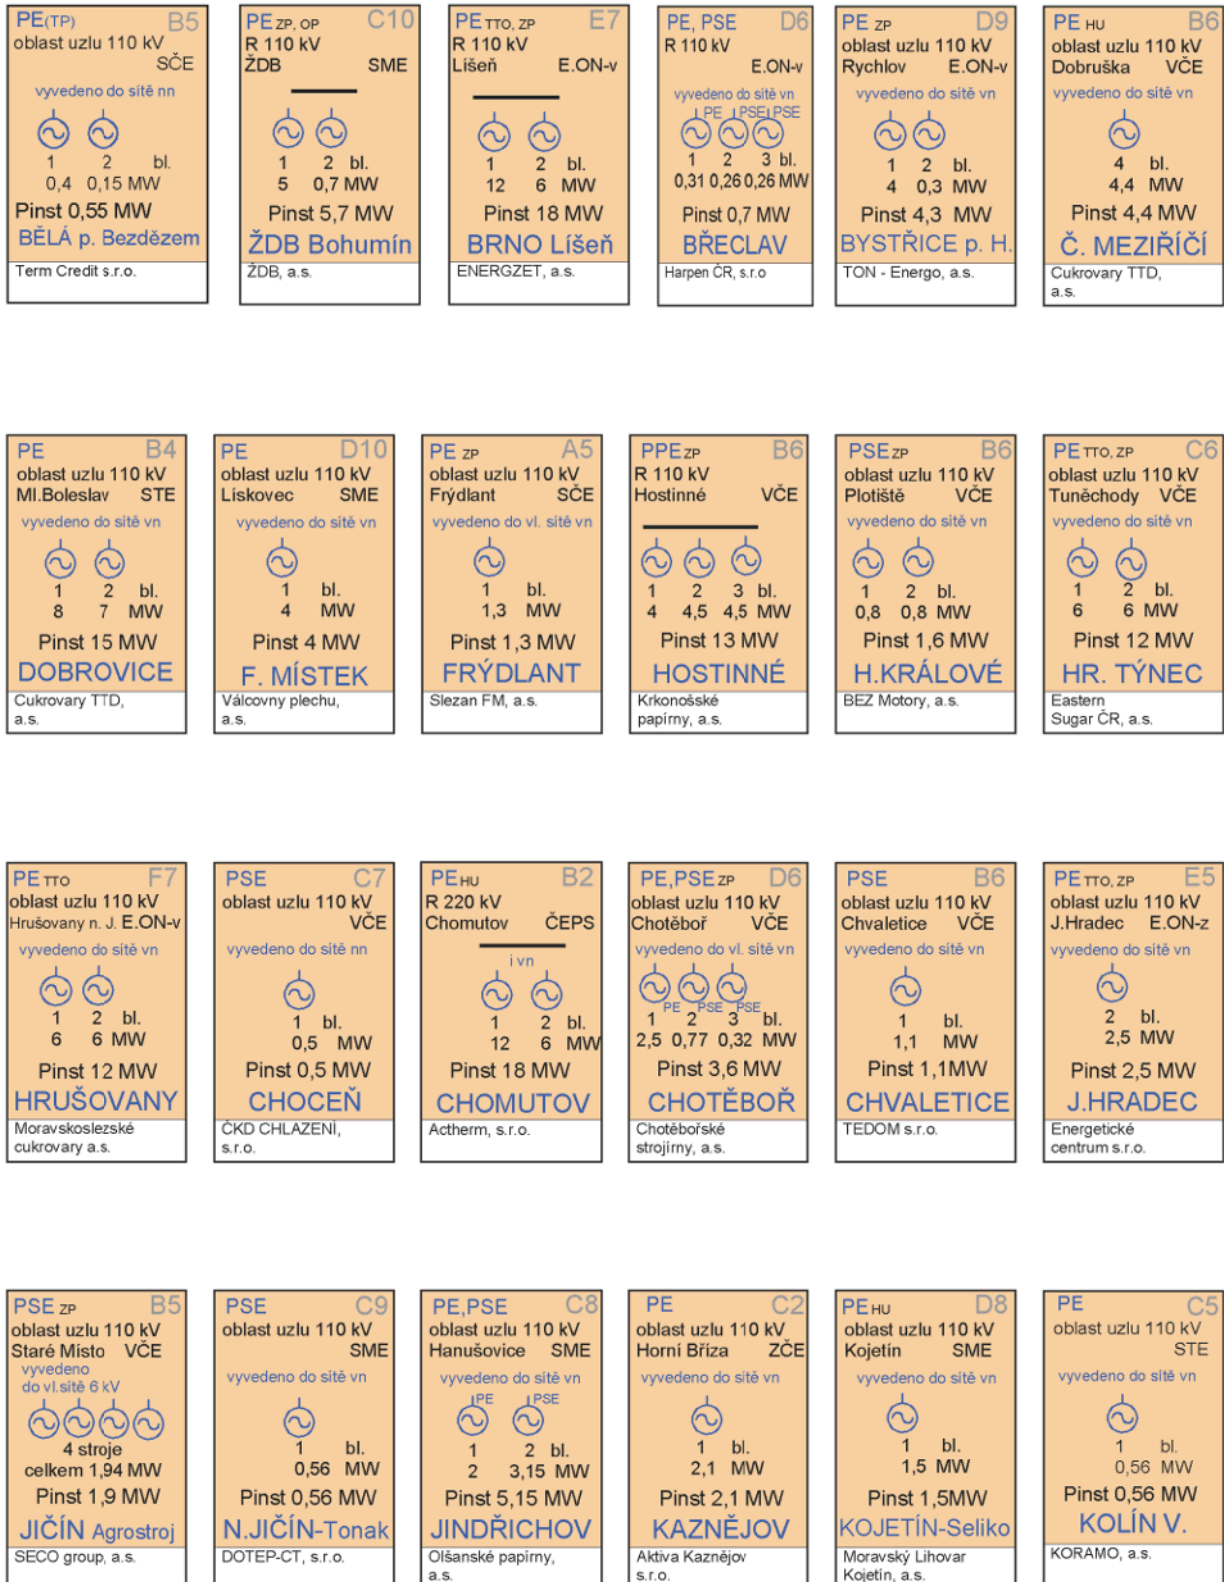 PE(TP) B5
oblast uzlu 110 kV
SČE
vyvedeno do sítě nn
1 2 bl.
0,4 0,15 MW
Pinst 0,55 MW
BĚLÁ p. Bezdězem
Term Credit s.r.o.
PE ZP, OP C10
R 110 kV
ŽDB SME
1 2 bl.
5 0,7 MW
Pinst 5,7 MW
ŽDB Bohumín
ŽDB, a.s.
PE TTO, ZP E7
R 110 kV
Líšeň E.ON-v
1 2 bl.
12 6 MW
Pinst 18 MW
BRNO Líšeň
ENERGZET, a.s.
PE, PSE D6
R 110 kV
E.ON-v
vyvedeno do sítě vn
PE PSE PSE
1 2 3 bl.
0,31 0,26 0,26 MW
Pinst 0,7 MW
BŘECLAV
Harpen ČR, s.r.o
PE ZP D9
oblast uzlu 110 kV
Rychlov E.ON-v
vyvedeno do sítě vn
1 2 bl.
4 0,3 MW
Pinst 4,3 MW
BYSTŘICE p. H.
TON - Energo, a.s.
PE HU B6
oblast uzlu 110 kV
Dobruška VČE
vyvedeno do sítě vn
4 bl.
4,4 MW
Pinst 4,4 MW
Č. MEZIŘÍČÍ
Cukrovary TTD,
a.s.
PE B4
oblast uzlu 110 kV
Ml.Boleslav STE
vyvedeno do sítě vn
1 2 bl.
8 7 MW
Pinst 15 MW
DOBROVICE
Cukrovary TTD,
a.s.
PE D10
oblast uzlu 110 kV
Lískovec SME
vyvedeno do sítě vn
1 bl.
4 MW
Pinst 4 MW
F. MÍSTEK
Válcovny plechu,
a.s.
PE ZP A5
oblast uzlu 110 kV
Frýdlant SČE
vyvedeno do vl. sítě vn
1 bl.
1,3 MW
Pinst 1,3 MW
FRÝDLANT
Slezan FM, a.s.
PPE ZP B6
R 110 kV
Hostinné VČE
1 2 3 bl.
4 4,5 4,5 MW
Pinst 13 MW
HOSTINNÉ
Krkonošské
papírny, a.s.
PSE ZP B6
oblast uzlu 110 kV
Plotiště VČE
vyvedeno do sítě vn
1 2 bl.
0,8 0,8 MW
Pinst 1,6 MW
H.KRÁLOVÉ
BEZ Motory, a.s.
PE TTO, ZP C6
oblast uzlu 110 kV
Tuněchody VČE
vyvedeno do sítě vn
1 2 bl.
6 6 MW
Pinst 12 MW
HR. TÝNEC
Eastern
Sugar ČR, a.s.
PE TTO F7
oblast uzlu 110 kV
Hrušovany n. J. E.ON-v
vyvedeno do sítě vn
1 2 bl.
6 6 MW
Pinst 12 MW
HRUŠOVANY
Moravskoslezské
cukrovary a.s.
PSE C7
oblast uzlu 110 kV
VČE
vyvedeno do sítě nn
1 bl.
0,5 MW
Pinst 0,5 MW
CHOCEŇ
ČKD CHLAZENÍ,
s.r.o.
PE HU B2
R 220 kV
Chomutov ČEPS
i vn
1 2 bl.
12 6 MW
Pinst 18 MW
CHOMUTOV
Actherm, s.r.o.
PE,PSE ZP D6
oblast uzlu 110 kV
Chotěboř VČE
vyvedeno do vl. sítě vn
PE PSE PSE
1 2 3 bl.
2,5 0,77 0,32 MW
Pinst 3,6 MW
CHOTĚBOŘ
Chotěbořské
strojírny, a.s.
PSE B6
oblast uzlu 110 kV
Chvaletice VČE
vyvedeno do sítě vn
1 bl.
1,1 MW
Pinst 1,1MW
CHVALETICE
TEDOM s.r.o.
PE TTO, ZP E5
oblast uzlu 110 kV
J.Hradec E.ON-z
vyvedeno do sítě vn
2 bl.
2,5 MW
Pinst 2,5 MW
J.HRADEC
Energetické
centrum s.r.o.
PSE ZP B5
oblast uzlu 110 kV
Staré Místo VČE
vyvedeno
do vl.sítě 6 kV
4 stroje
celkem 1,94 MW
Pinst 1,9 MW
JIČÍN Agrostroj
SECO group, a.s.
PSE C9
oblast uzlu 110 kV
SME
vyvedeno do sítě vn
1 bl.
0,56 MW
Pinst 0,56 MW
N.JIČÍN-Tonak
DOTEP-CT, s.r.o.
PE,PSE C8
oblast uzlu 110 kV
Hanušovice SME
vyvedeno do sítě vn
PE PSE
1 2 bl.
2 3,15 MW
Pinst 5,15 MW
JINDŘICHOV
Olšanské papírny,
a.s.
PE C2
oblast uzlu 110 kV
Horní Bříza ZČE
vyvedeno do sítě vn
1 bl.
2,1 MW
Pinst 2,1 MW
KAZNĚJOV
Aktiva Kaznějov
s.r.o.
PE HU D8
oblast uzlu 110 kV
Kojetín SME
vyvedeno do sítě vn
1 bl.
1,5 MW
Pinst 1,5MW
KOJETÍN-Seliko
Moravský Lihovar
Kojetín, a.s.
PE C5
oblast uzlu 110 kV
STE
vyvedeno do sítě vn
1 bl.
0,56 MW
Pinst 0,56 MW
KOLÍN V.
KORAMO, a.s.